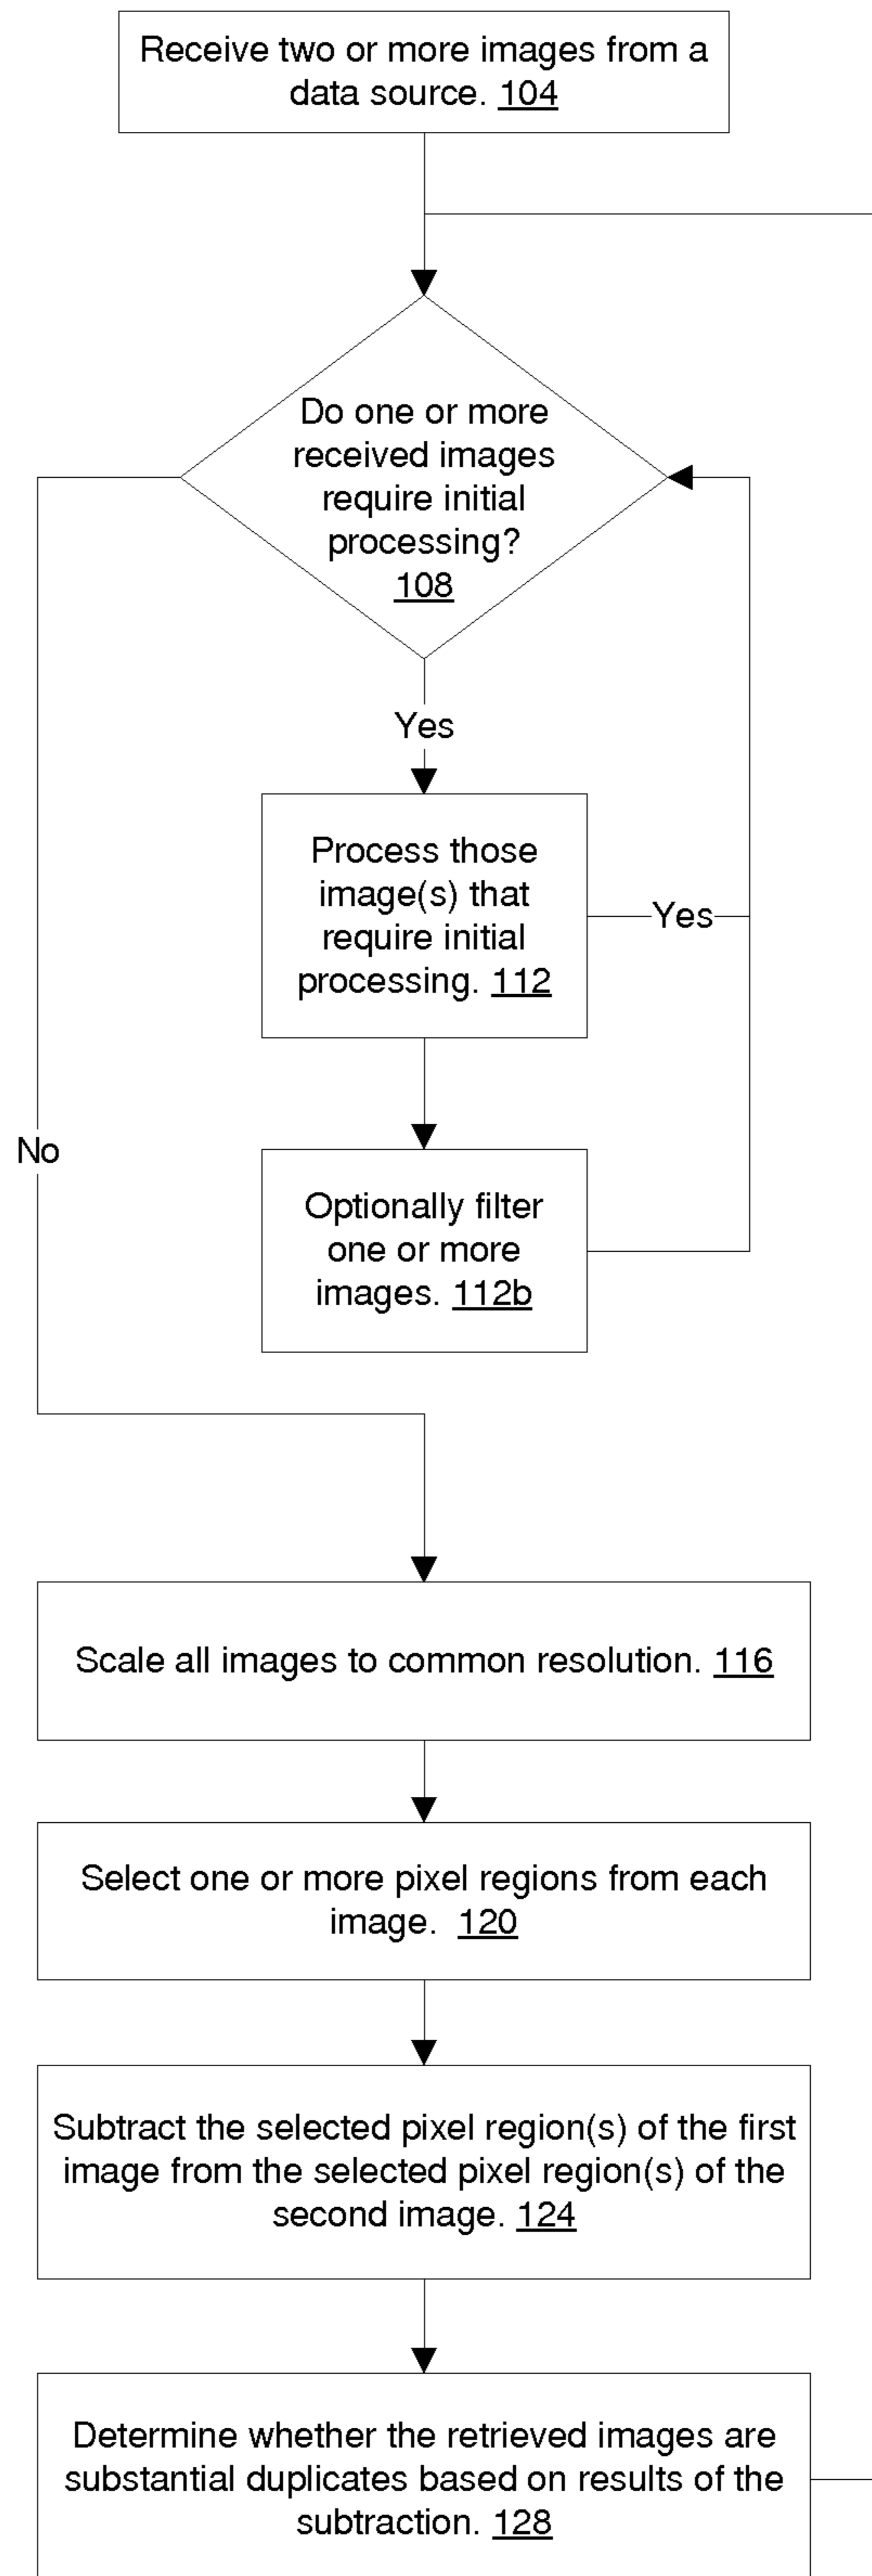 Receive two or more images from a
data source. 104
Do one or more
received images
require initial
processing?
108
Yes
Process those
image(s) that
require initial
processing. 112
Yes
No
Optionally filter
one or more
images. 112b
Scale all images to common resolution. 116
Select one or more pixel regions from each
image. 120
Subtract the selected pixel region(s) of the first
image from the selected pixel region(s) of the
second image. 124
Determine whether the retrieved images are
substantial duplicates based on results of the
subtraction. 128